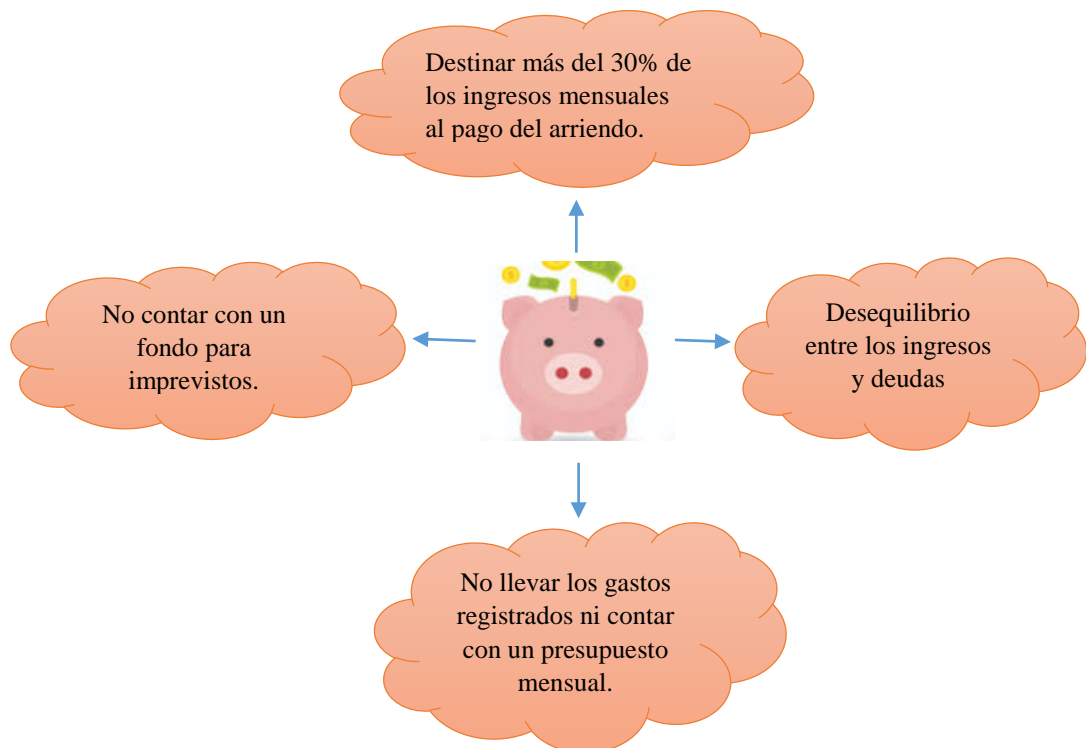 Destinar más del 30% de
los ingresos mensuales
al pago del arriendo.
No contar con un
fondo para
imprevistos.
Desequilibrio
entre los ingresos
y deudas
No llevar los gastos
registrados ni contar
con un presupuesto
mensual.